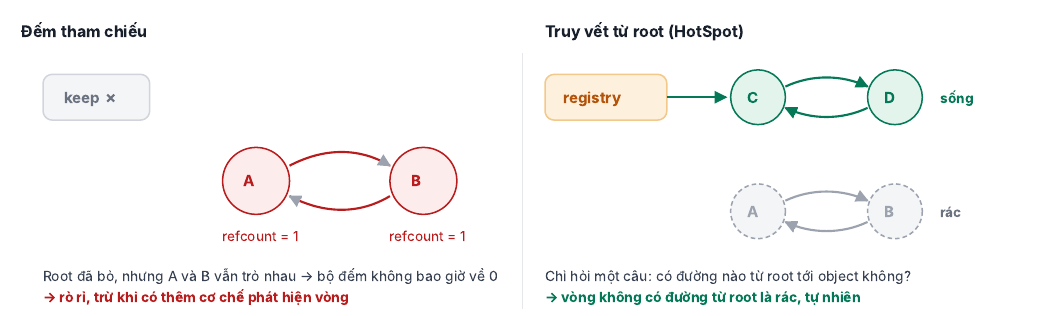 Đếm tham chiếu
keep ×
A
B
refcount = 1
refcount = 1
Root đã bỏ, nhưng A và B vẫn trỏ nhau → bộ đếm không bao giờ về 0
→ rò rỉ, trừ khi có thêm cơ chế phát hiện vòng
Truy vết từ root (HotSpot)
registry
C
D
sống
A
B
rác
Chỉ hỏi một câu: có đường nào từ root tới object không?
→ vòng không có đường từ root là rác, tự nhiên